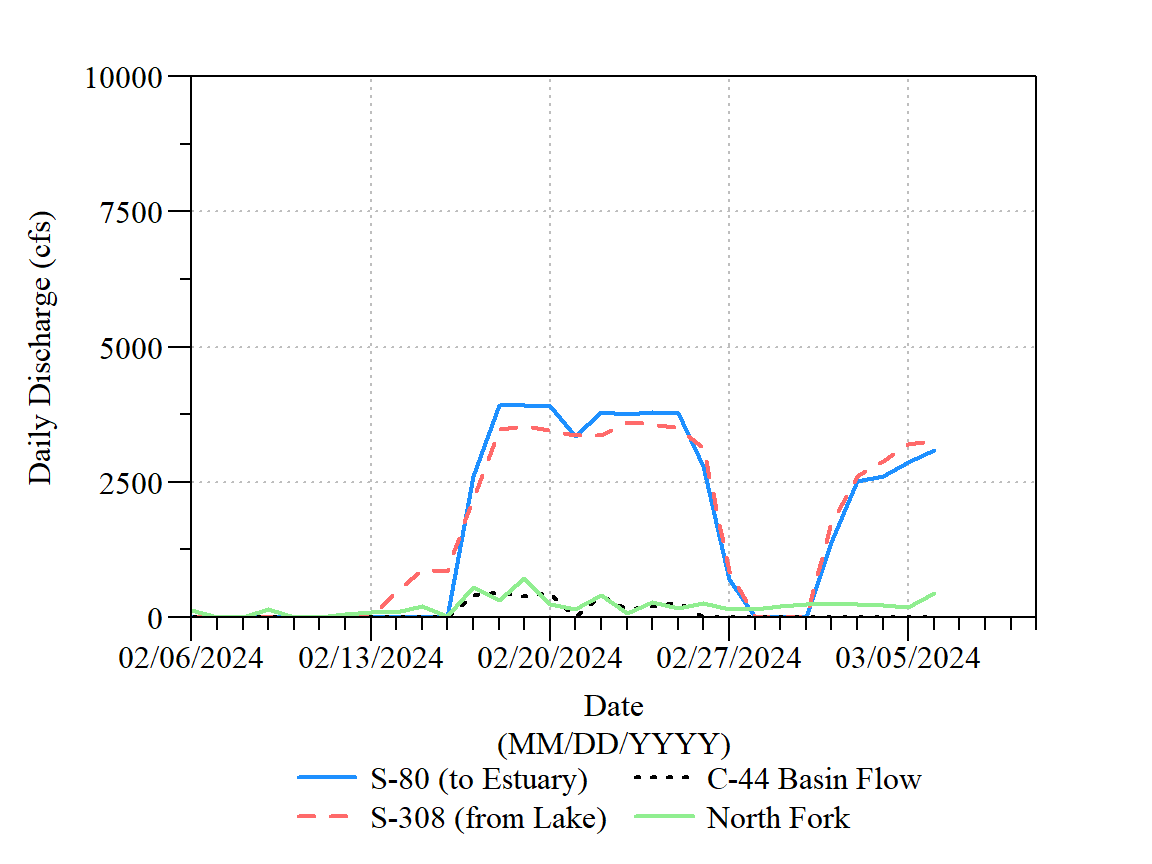 10000
7500
5000
2500
0
Daily Discharge (cfs)
02/06/2024 02/13/2024 02/20/2024 02/27/2024 03/05/2024
Date
(MM/DD/YYYY)
S-80 (to Estuary) C-44 Basin Flow
S-308 (from Lake) North Fork